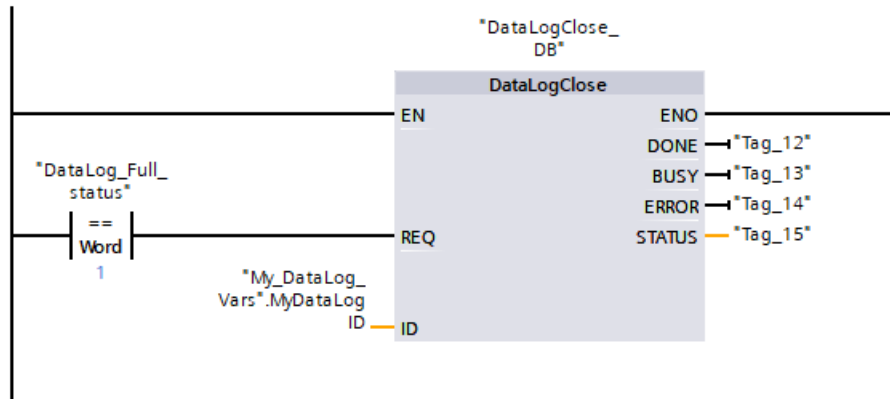 "DataLogClose_
DB"
DataLogClose
EN
ENO
DONE
"Tag_12"
BUSY
"Tag_13"
"DataLog_Full_
status"
ERROR
"Tag_14"
==
Word
1
REQ
STATUS
"Tag_15"
"My_DataLog_
Vars".MyDataLog
ID
ID